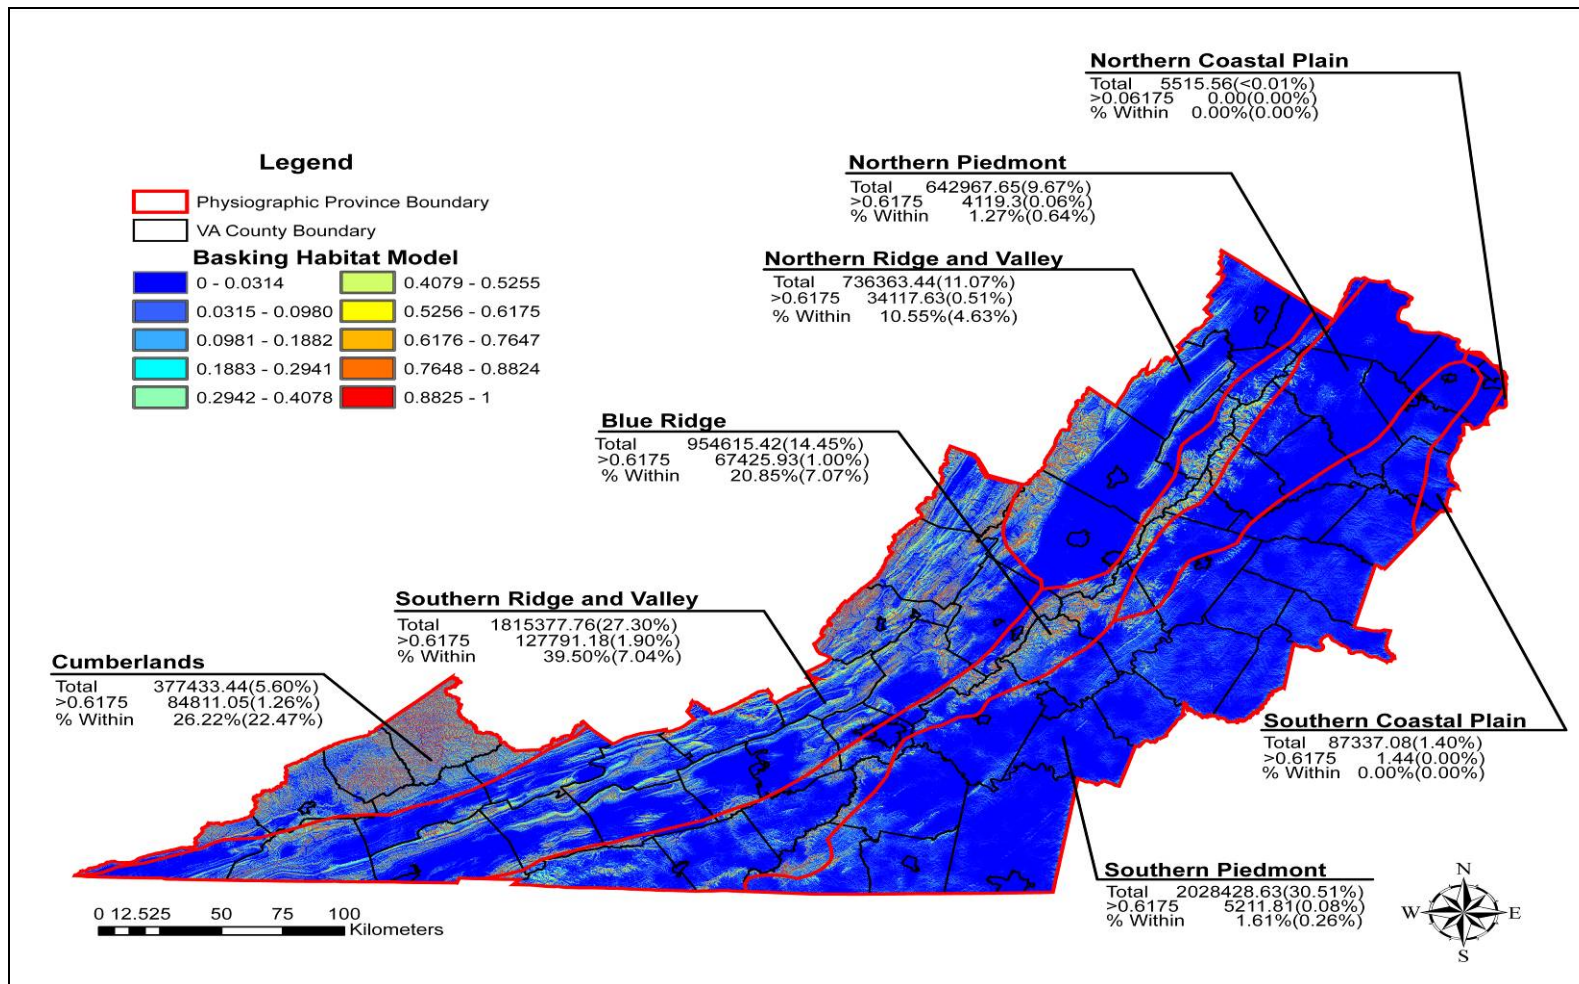 Northern Coastal Plain
Total 5515.56(<0.01%)
>0.06175 0.00(0.00%)
% Within 0.00%(0.00%)
Northern Piedmont
Total 642967.65(9.67%)
>0.6175 4119.3(0.06%)
% Within 1.27%(0.64%)
Northern Ridge and Valley
Total 736363.44(11.07%)
>0.6175 34117.63(0.51%)
% Within 10.55%(4.63%)
Legend
Physiographic Province Boundary
VA County Boundary
Basking Habitat Model
0 - 0.0314
0.0315 - 0.0980
0.0981 - 0.1882
0.1883 - 0.2941
0.2942 - 0.4078
0.4079 - 0.5255
0.5256 - 0.6175
0.6176 - 0.7647
0.7648 - 0.8824
0.8825 - 1
Blue Ridge
Total 954615.42(14.45%)
>0.6175 67425.93(1.00%)
% Within 20.85%(7.07%)
Southern Ridge and Valley
Total 1815377.76(27.30%)
>0.6175 127791.18(1.90%)
% Within 39.50%(7.04%)
Cumberlands
Total 377433.44(5.60%)
>0.6175 84811.05(1.26%)
% Within 26.22%(22.47%)
Southern Coastal Plain
Total 87337.08(1.40%)
>0.6175 1.44(0.00%)
% Within 0.00%(0.00%)
Southern Piedmont
Total 2028428.63(30.51%)
>0.6175 5211.81(0.08%)
% Within 1.61%(0.26%)
0 12.525 50 75 100
Kilometers
N
W E
S